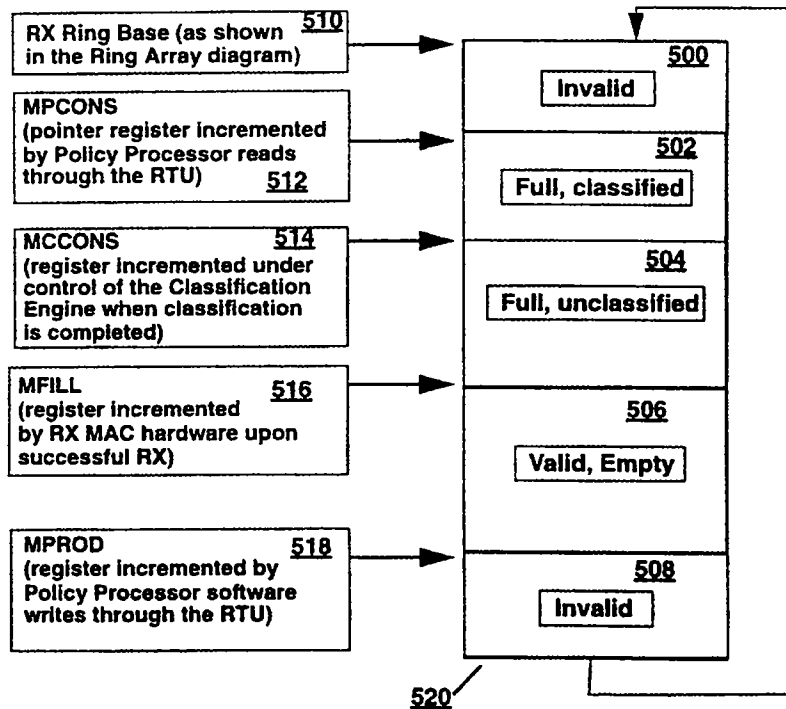 RX Ring Base (as shown
510
in the Ring Array diagram)
MPCONS
(pointer register incremented
by Policy Processor reads
through the RTU)
512
MCCONS
514
(register incremented under
control of the Classification
Engine when classification
is completed)
MFILL
516
(register incremented
by RX MAC hardware upon
successful RX)
MPROD
518
(register incremented by
Policy Processor software
writes through the RTU)
500
Invalid
502
Full, classified
504
Full, unclassified
506
Valid, Empty
508
Invalid
520